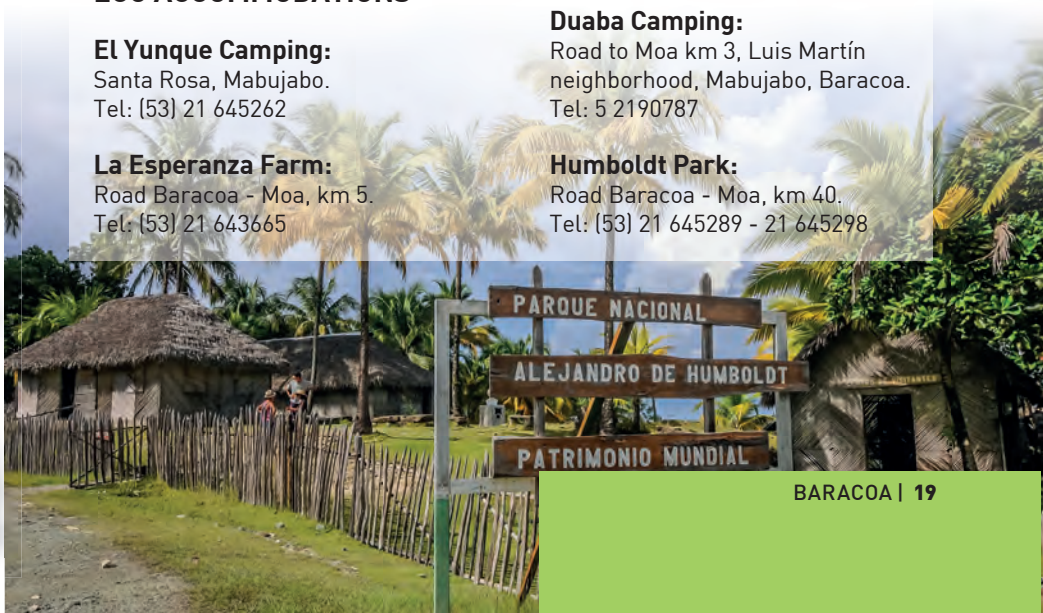 El Yunque Camping:
Santa Rosa, Mabujabo.
Tel: (53) 21 645262
La Esperanza Farm:
Road Baracoa - Moa, km 5.
Tel: (53) 21 643665
Duaba Camping:
Road to Moa km 3, Luis Martín
neighborhood, Mabujabo, Baracoa.
Tel: 5 2190787
Humboldt Park:
Road Baracoa - Moa, km 40.
Tel: (53) 21 645289 - 21 645298
PARQUE NACIONAL
ALEJANDRO DE HUMBOLDT
PATRIMONIO MUNDIAL
BARACOA | 19